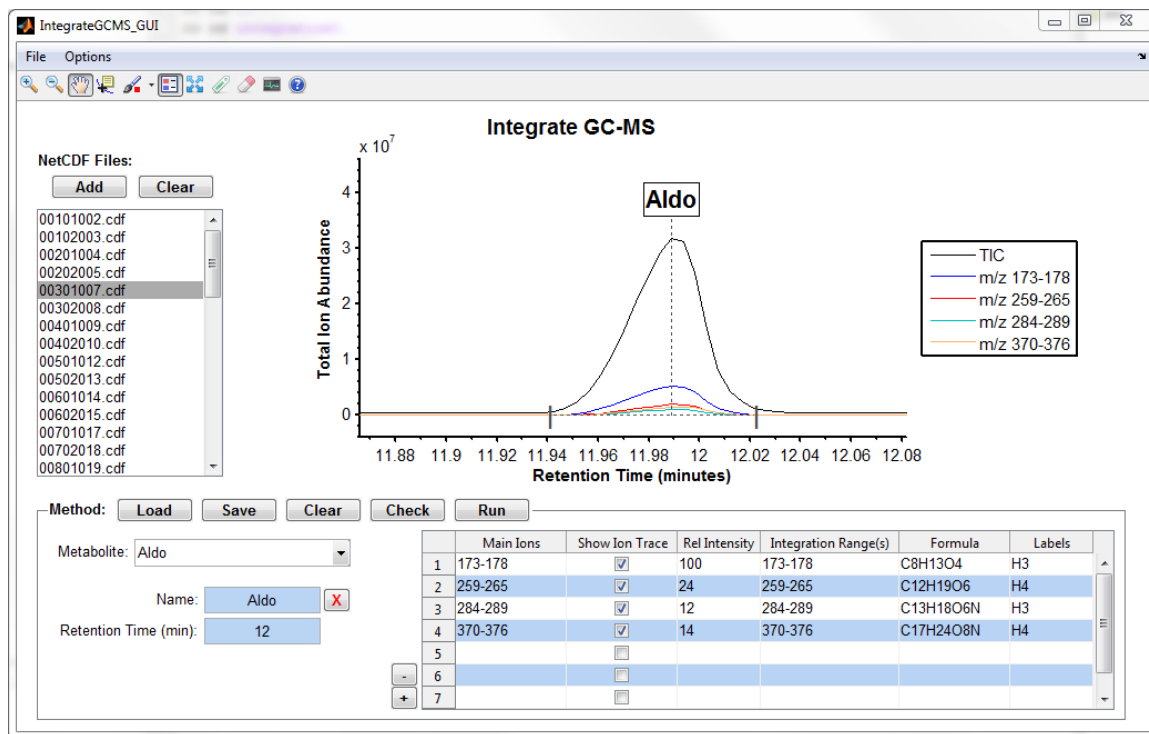 IntegrateGCMS_GUI
File Options
Integrate GC-MS
x 10^7
NetCDF Files:
Add Clear
00101002.cdf
00102003.cdf
00201004.cdf
00202005.cdf
00301007.cdf
00302008.cdf
00401009.cdf
00402010.cdf
00501012.cdf
00502013.cdf
00601014.cdf
00602015.cdf
00701017.cdf
00702018.cdf
00801019.cdf
Total Ion Abundance
4
3
2
1
0
Aldo
11.88 11.9 11.92 11.94 11.96 11.98 12 12.02 12.04 12.06 12.08
Retention Time (minutes)
TIC
m/z 173-178
m/z 259-265
m/z 284-289
m/z 370-376
Method: Load Save Clear Check Run
Metabolite: Aldo
Name: Aldo X
Retention Time (min): 12
- 
+
Main Ions Show Ion Trace Rel Intensity Integration Range(s) Formula Labels
1 173-178 100 173-178 C8H13O4 H3
2 259-265 24 259-265 C12H19O6 H4
3 284-289 12 284-289 C13H18O6N H3
4 370-376 14 370-376 C17H24O8N H4
5
6
7